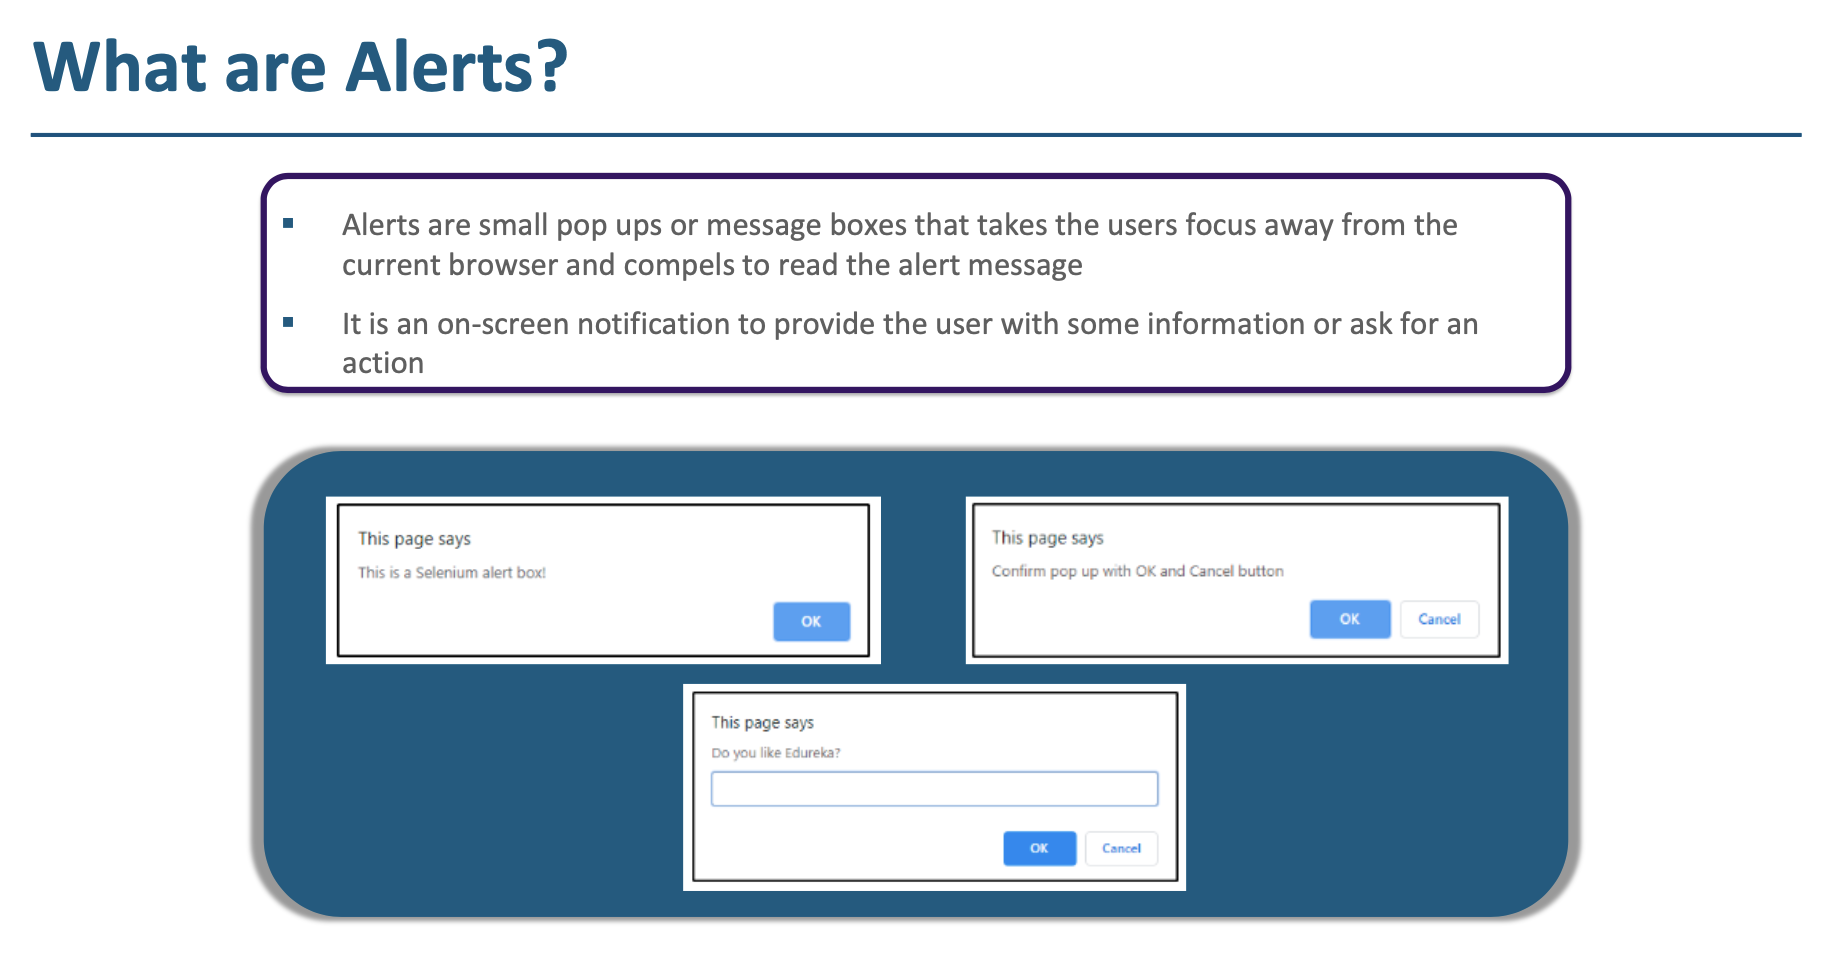 What are Alerts?
▪ Alerts are small pop ups or message boxes that takes the users focus away from the
current browser and compels to read the alert message
▪ It is an on-screen notification to provide the user with some information or ask for an
action
This page says
This is a Selenium alert box!
OK
This page says
Confirm pop up with OK and Cancel button
OK Cancel
This page says
Do you like Edureka?
OK Cancel